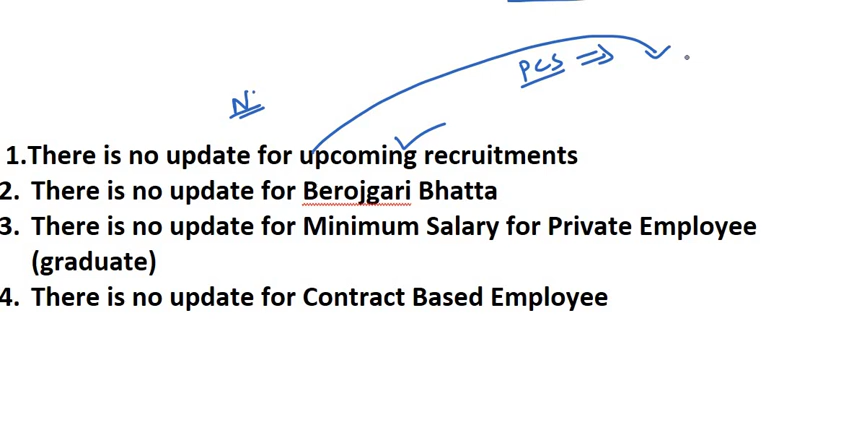 PCS ⇒
1.There is no update for upcoming recruitments
2. There is no update for Berojgari Bhatta
3. There is no update for Minimum Salary for Private Employee
(graduate)
4. There is no update for Contract Based Employee